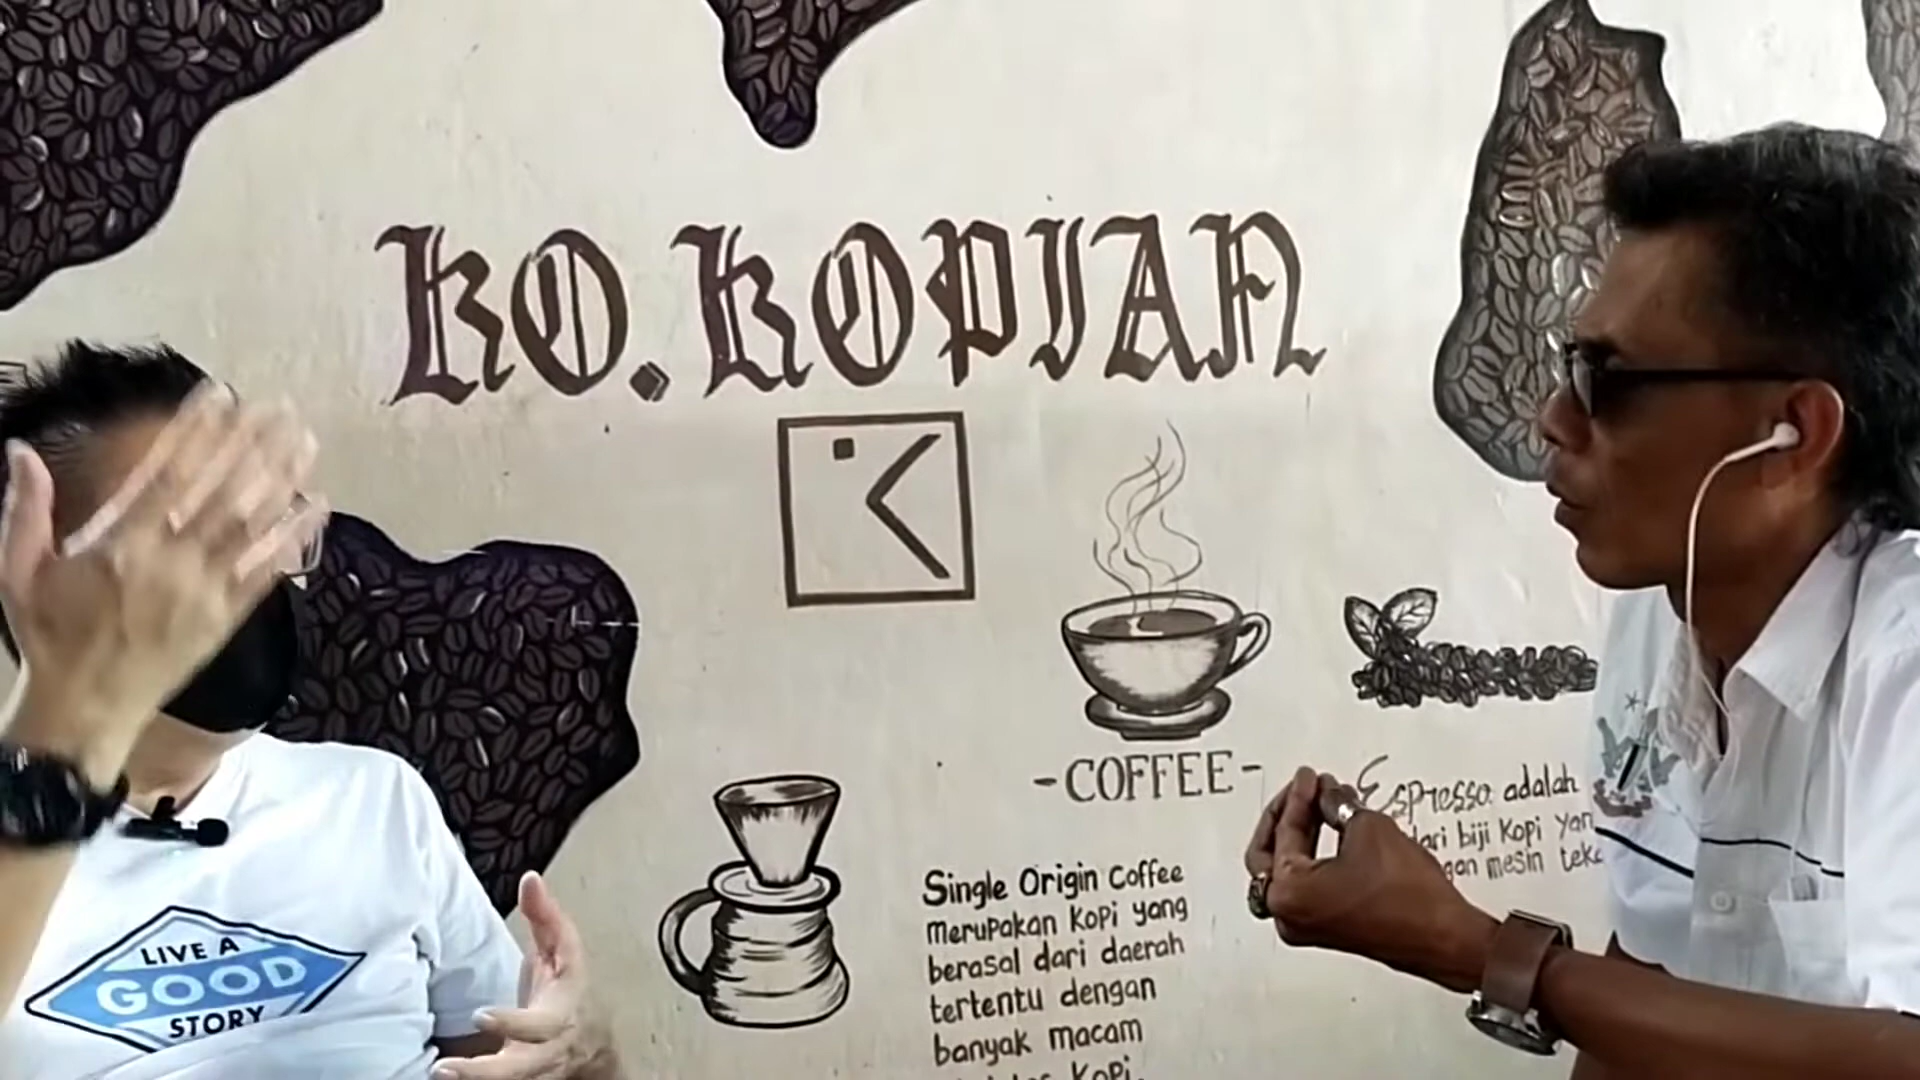 KO. KOPIAN
-COFFEE-
Single Origin Coffee
merupakan kopi yang
berasal dari daerah
tertentu dengan
banyak macam
Kopi.
Espresso adalah
dari biji kopi
mesin
LIVE A
GOOD
STORY